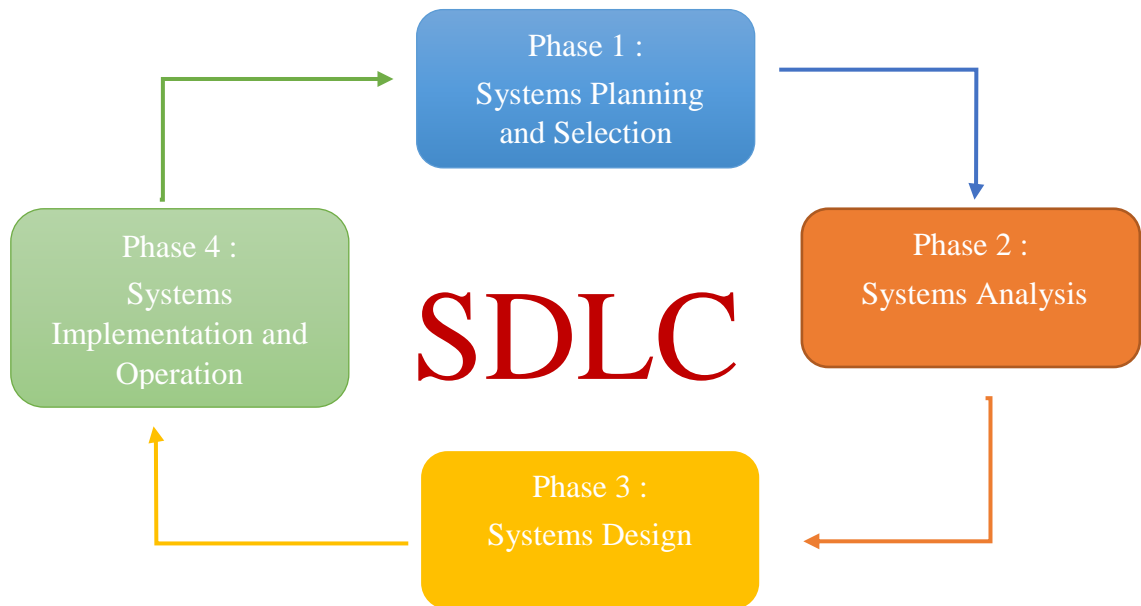 Phase 1 :
Systems Planning
and Selection
Phase 2 :
Systems Analysis
Phase 3 :
Systems Design
Phase 4 :
Systems
Implementation and
Operation
SDLC